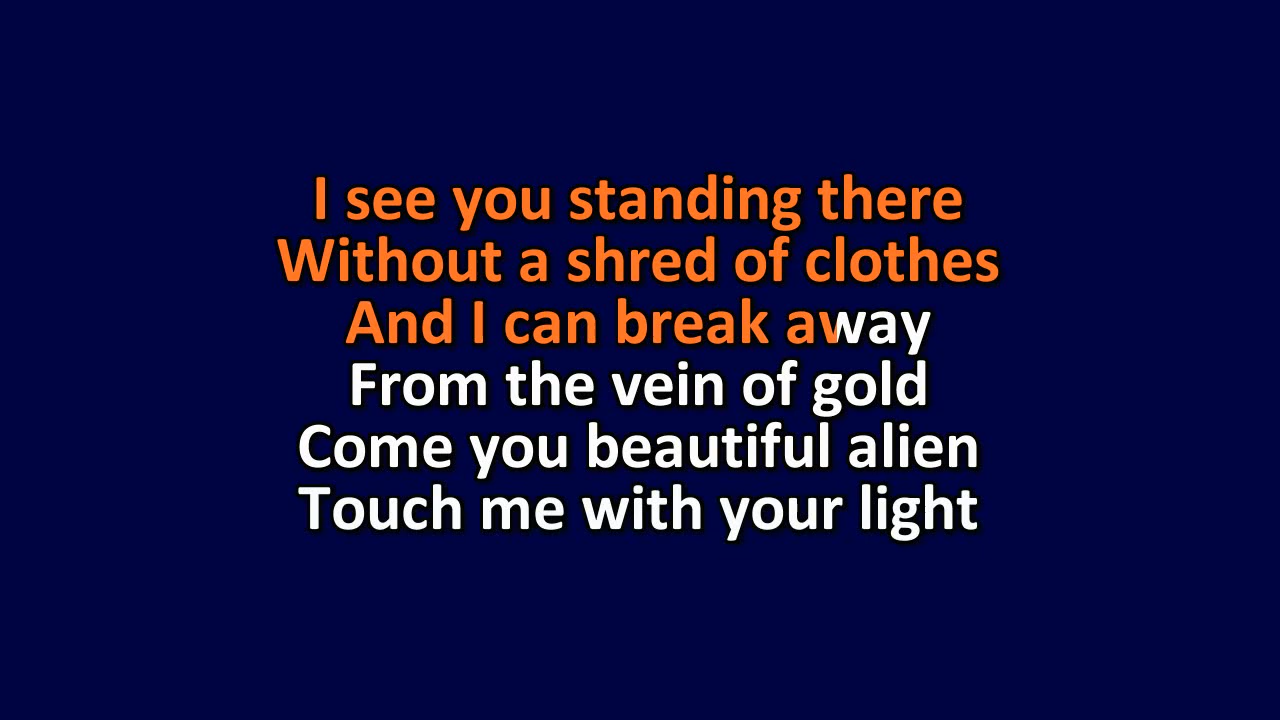 I see you standing there
Without a shred of clothes
And I can break away
From the vein of gold
Come you beautiful alien
Touch me with your light